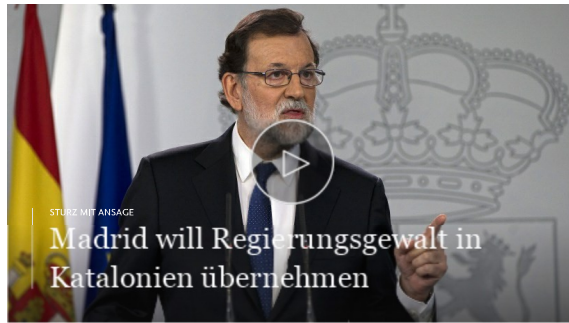 STURZ MIT ANSAGE
Madrid will Regierungsgewalt in
Katalonien übernehmen